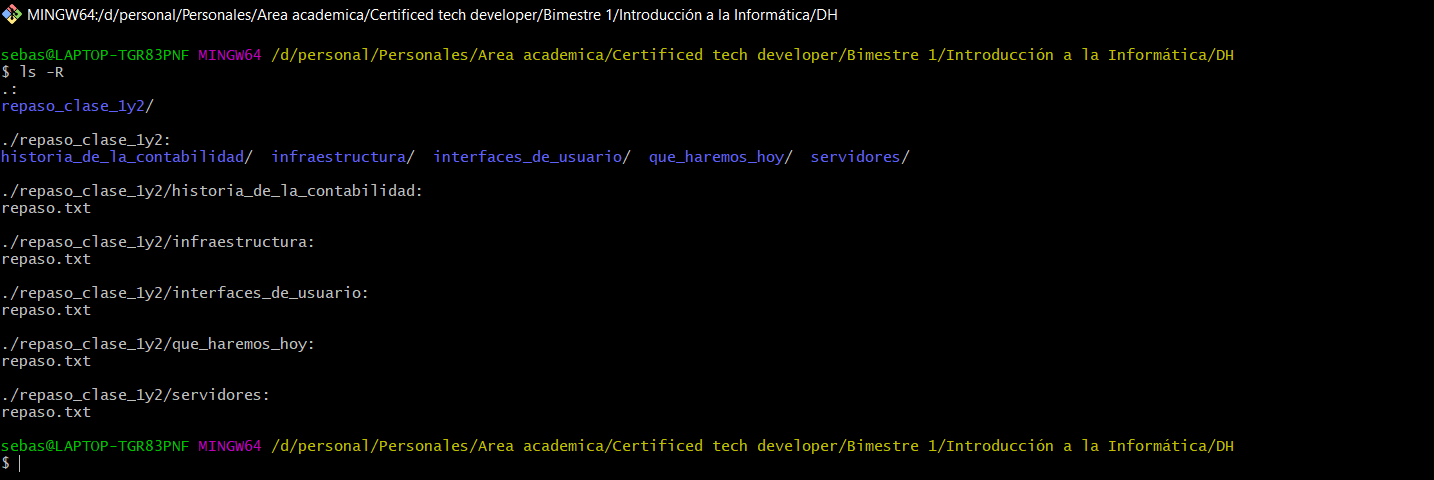 MINGW64:/d/personal/Personales/Area academica/Certificed tech developer/Bimestre 1/Introducción a la Informática/DH
sebas@LAPTOP-TGR83PNF MINGW64 /d/personal/Personales/Area academica/Certificed tech developer/Bimestre 1/Introducción a la Informática/DH
$ ls -R
.:
repaso_clase_1y2/

./repaso_clase_1y2:
historia_de_la_contabilidad/  infraestructura/  interfaces_de_usuario/  que_haremos_hoy/  servidores/

./repaso_clase_1y2/historia_de_la_contabilidad:
repaso.txt

./repaso_clase_1y2/infraestructura:
repaso.txt

./repaso_clase_1y2/interfaces_de_usuario:
repaso.txt

./repaso_clase_1y2/que_haremos_hoy:
repaso.txt

./repaso_clase_1y2/servidores:
repaso.txt

sebas@LAPTOP-TGR83PNF MINGW64 /d/personal/Personales/Area academica/Certificed tech developer/Bimestre 1/Introducción a la Informática/DH
$